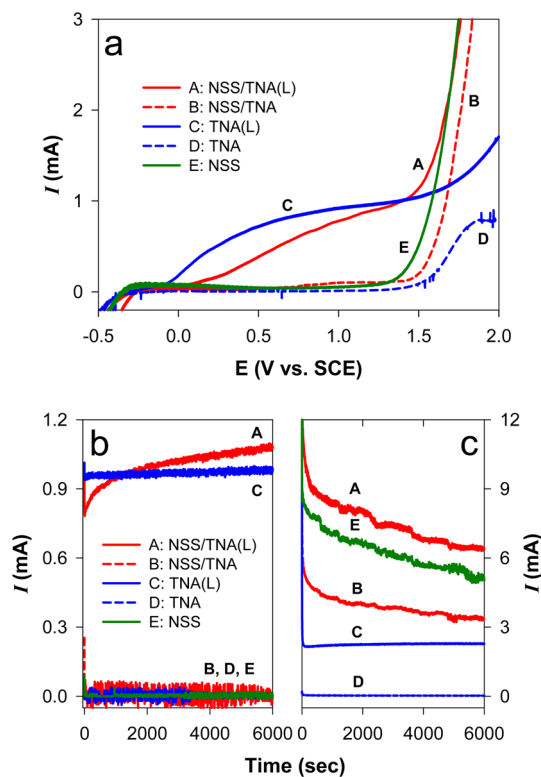 a
3
2
1
0
I (mA)
A: NSS/TNA(L)
B: NSS/TNA
C: TNA(L)
D: TNA
E: NSS
A
B
C
D
E
-0.5 0.0 0.5 1.0 1.5 2.0
E (V vs. SCE)
b
1.2
0.9
0.6
0.3
0.0
I (mA)
A
C
A: NSS/TNA(L)
B: NSS/TNA
C: TNA(L)
D: TNA
E: NSS
B, D, E
0 2000 4000 6000
c
12
9
6
3
0
I (mA)
A
E
B
C
D
0 2000 4000 6000
Time (sec)